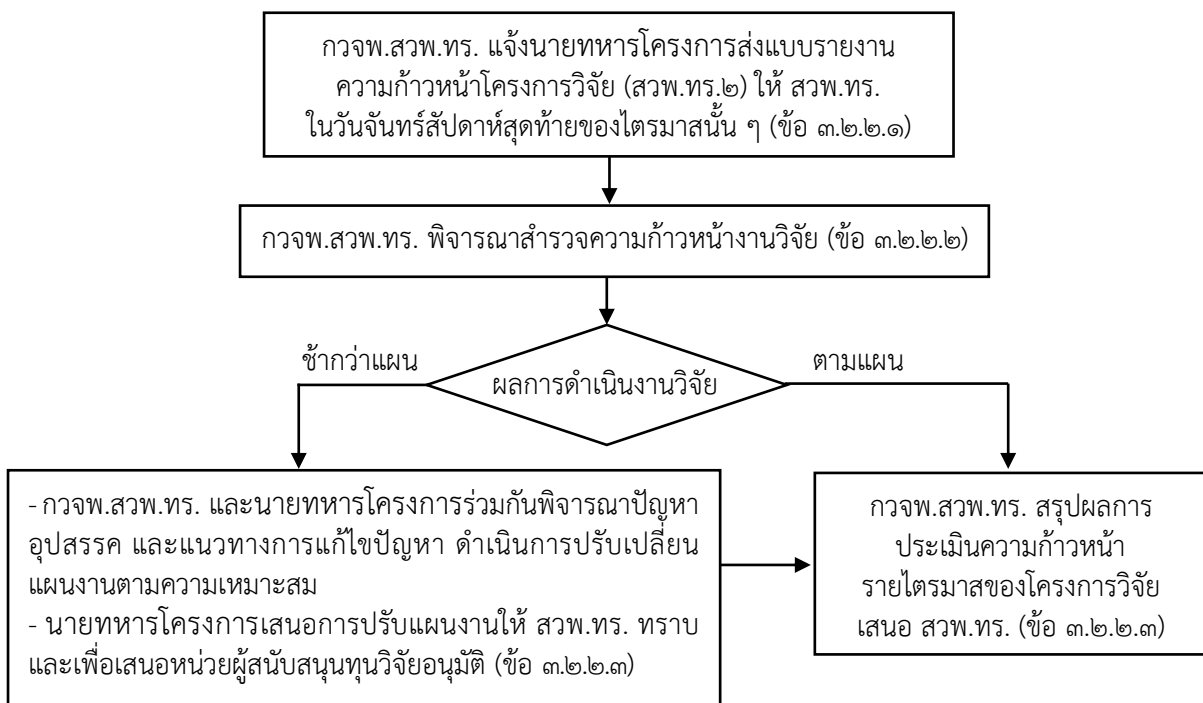 กวจพ.สวพ.ทร. แจ้งนายทหารโครงการส่งแบบรายงาน
ความก้าวหน้าโครงการวิจัย (สวพ.ทร.๒) ให้ สวพ.ทร.
ในวันจันทร์สัปดาห์สุดท้ายของไตรมาสนั้น ๆ (ข้อ ๓.๒.๒.๑)
กวจพ.สวพ.ทร. พิจารณาสำรวจความก้าวหน้างานวิจัย (ข้อ ๓.๒.๒.๒)
ช้ากว่าแผน
ตามแผน
ผลการดำเนินงานวิจัย
- กวจพ.สวพ.ทร. และนายทหารโครงการร่วมกันพิจารณาปัญหา
อุปสรรค และแนวทางการแก้ไขปัญหา ดำเนินการปรับเปลี่ยน
แผนงานตามความเหมาะสม
- นายทหารโครงการเสนอการปรับแผนงานให้ สวพ.ทร. ทราบ
และเพื่อเสนอหน่วยผู้สนับสนุนทุนวิจัยอนุมัติ (ข้อ ๓.๒.๒.๓)
กวจพ.สวพ.ทร. สรุปผลการ
ประเมินความก้าวหน้า
รายไตรมาสของโครงการวิจัย
เสนอ สวพ.ทร. (ข้อ ๓.๒.๒.๓)